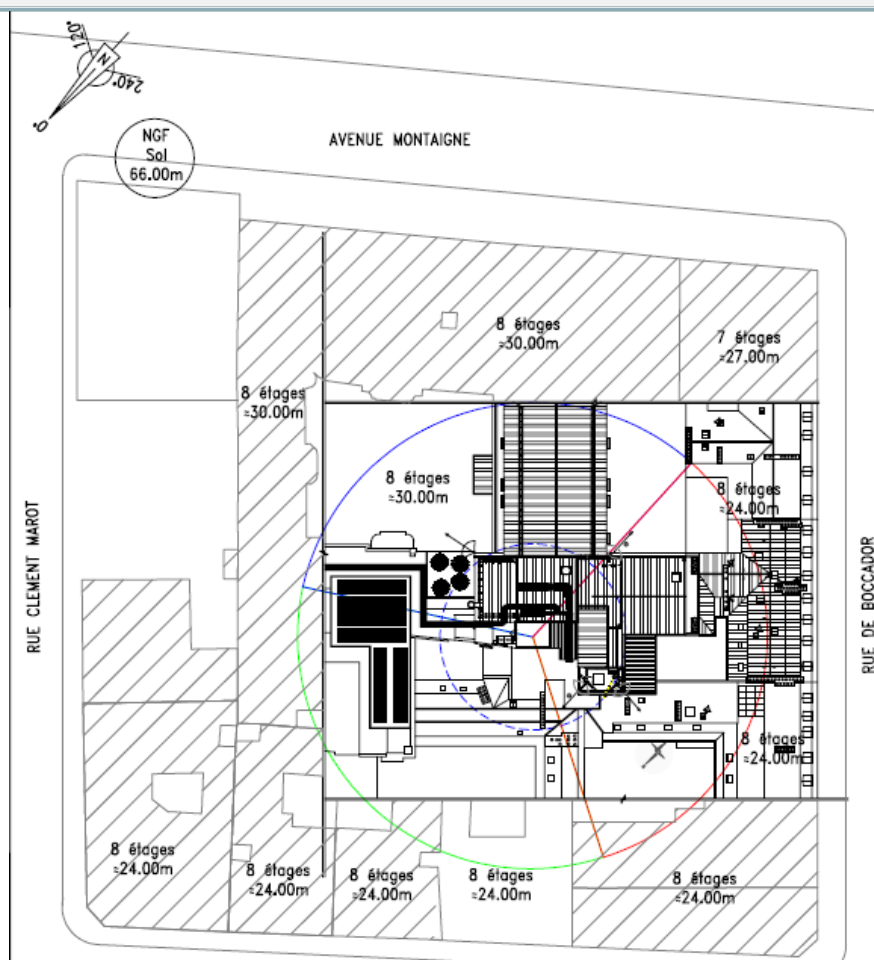 120°
N
240°
0°
NGF
Sol
66.00m
AVENUE MONTAIGNE
8 étages
≈30.00m
7 étages
≈27.00m
8 étages
≈30.00m
8 étages
≈30.00m
8 étages
≈24.00m
RUE CLEMENT MAROT
RUE DE BOCCADOR
8 étages
≈24.00m
8 étages
≈24.00m
8 étages
≈24.00m
8 étages
≈24.00m
8 étages
≈24.00m
8 étages
≈24.00m